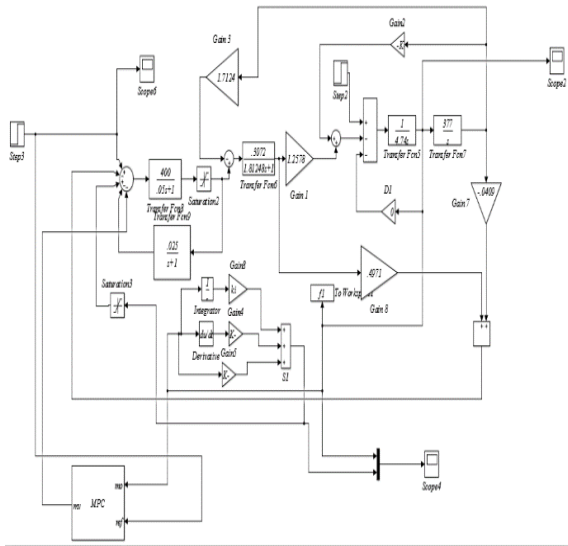 Gain2
-K-
Gain 3
1.7124
Scope6
Step2
Scope2
Step3
400
.05s+1
Transfer Fcn8
Saturation2
.3072
1.81248s+1
Transfer Fcn6
1.2578
Gain 1
1
4.74s
Transfer Fcn5
377
s
Transfer Fcn7
Transfer Fcn9
.025
s+1
D1
0
-.0409
Gain 7
Saturation3
Gain8
ki
Integrator
Gain4
du/dt
K-
Derivative
Gain5
K-
S1
f1
To Workspace
.4971
Gain 8
MPC
mo
mv
ref
Scope4